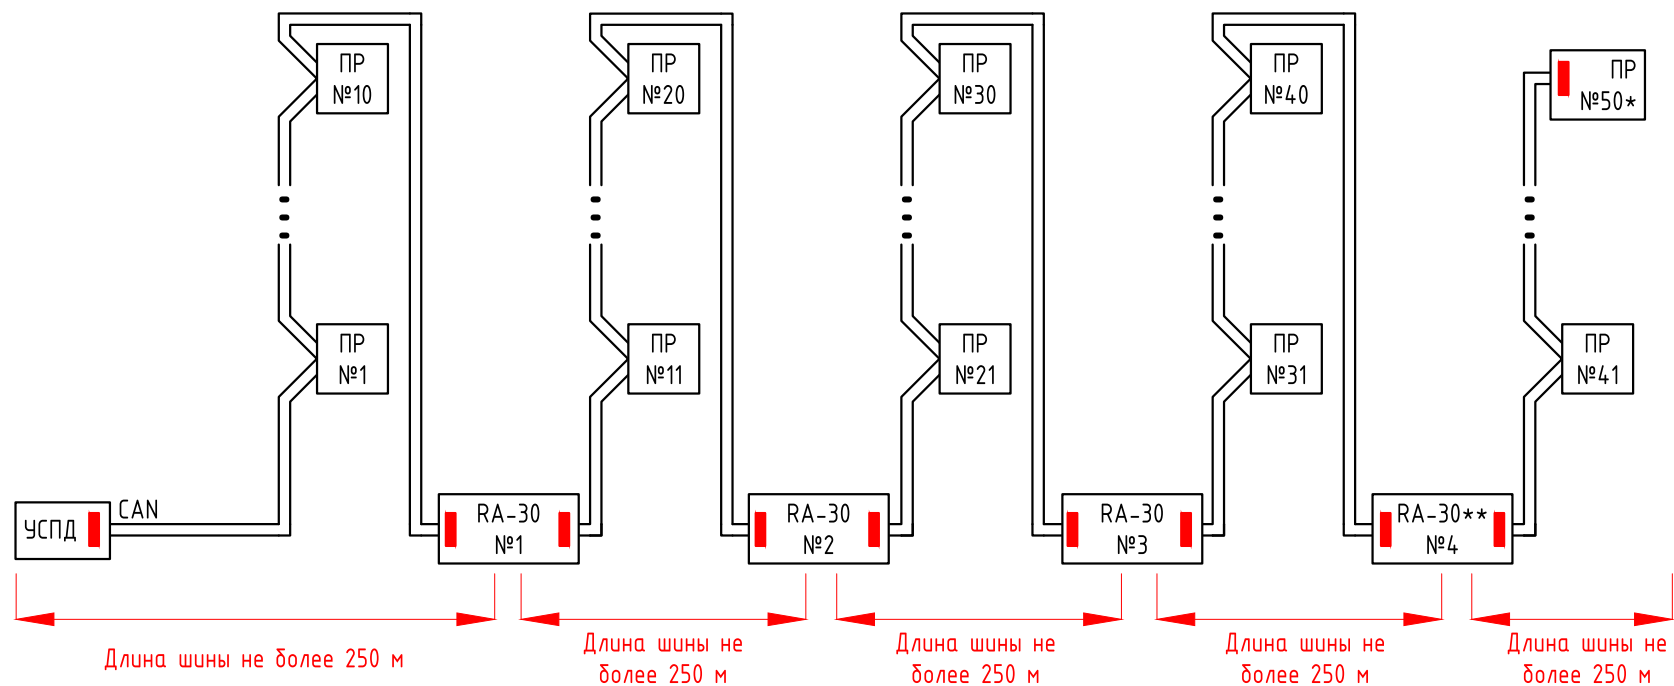 ПР
№10
ПР
№20
ПР
№30
ПР
№40
ПР
№50*
ПР
№1
ПР
№11
ПР
№21
ПР
№31
ПР
№41
УСПД
CAN
RA-30
№1
RA-30
№2
RA-30
№3
RA-30**
№4
Длина шины не более 250 м
Длина шины не
более 250 м
Длина шины не
более 250 м
Длина шины не
более 250 м
Длина шины не
более 250 м